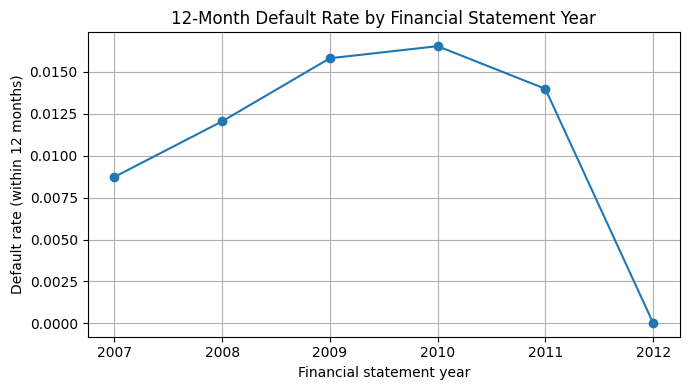 12-Month Default Rate by Financial Statement Year
Default rate (within 12 months)
0.0150
0.0125
0.0100
0.0075
0.0050
0.0025
0.0000
2007 2008 2009 2010 2011 2012
Financial statement year